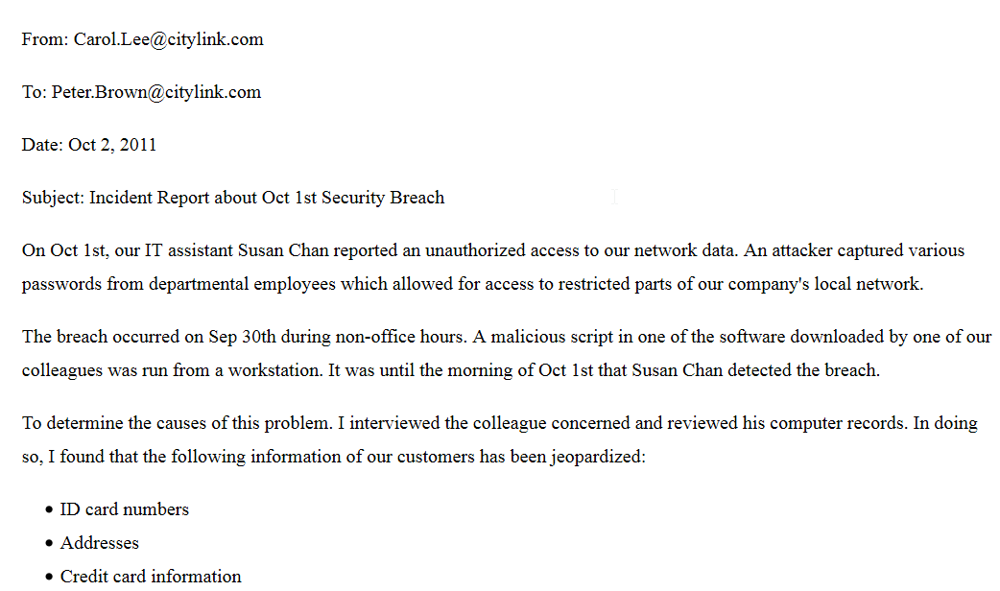 From: Carol.Lee@citylink.com
To: Peter.Brown@citylink.com
Date: Oct 2, 2011
Subject: Incident Report about Oct 1st Security Breach
On Oct 1st, our IT assistant Susan Chan reported an unauthorized access to our network data. An attacker captured various
passwords from departmental employees which allowed for access to restricted parts of our company's local network.
The breach occurred on Sep 30th during non-office hours. A malicious script in one of the software downloaded by one of our
colleagues was run from a workstation. It was until the morning of Oct 1st that Susan Chan detected the breach.
To determine the causes of this problem. I interviewed the colleague concerned and reviewed his computer records. In doing
so, I found that the following information of our customers has been jeopardized:
• ID card numbers
• Addresses
• Credit card information